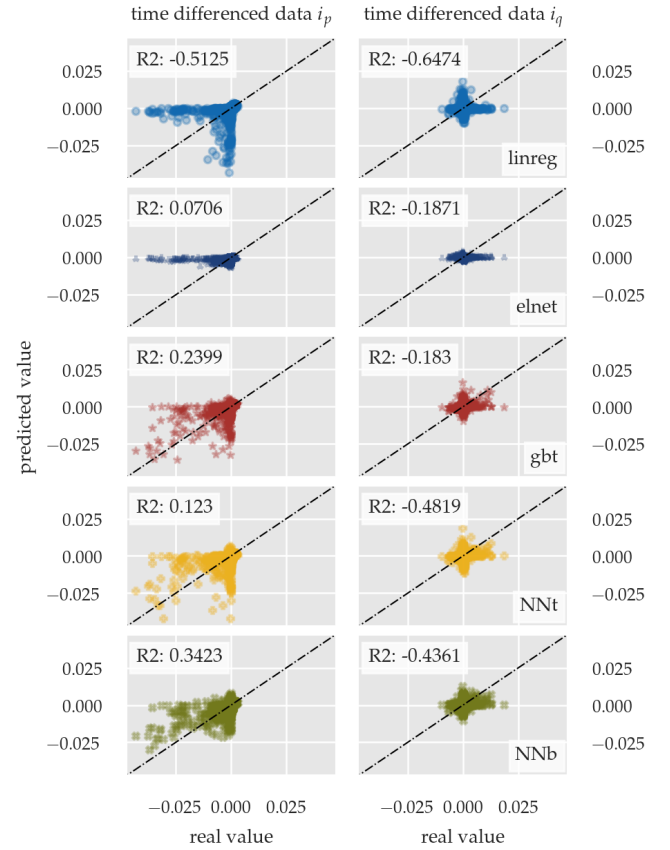 time differenced data i_p time differenced data i_q
R2: -0.5125 R2: -0.6474
0.025 0.025
0.000 0.000
−0.025 −0.025
linreg
R2: 0.0706 R2: -0.1871
0.025 0.025
0.000 0.000
−0.025 −0.025
elnet
R2: 0.2399 R2: -0.183
0.025 0.025
0.000 0.000
−0.025 −0.025
gbt
predicted value
R2: 0.123 R2: -0.4819
0.025 0.025
0.000 0.000
−0.025 −0.025
NNt
R2: 0.3423 R2: -0.4361
0.025 0.025
0.000 0.000
−0.025 −0.025
NNb
−0.025 0.000 0.025 −0.025 0.000 0.025
real value real value